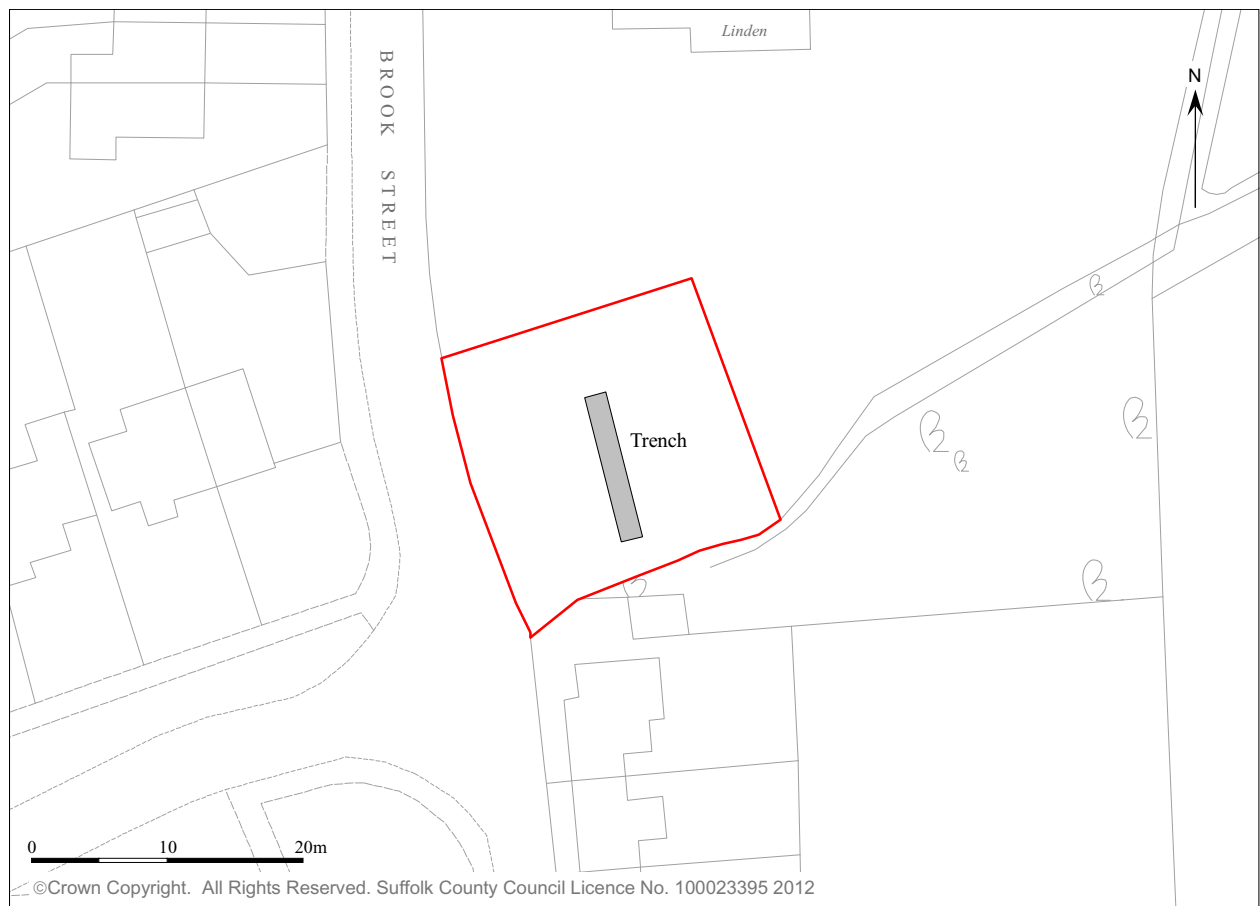 Linden
BROOK STREET
N
Trench
0 10 20m
©Crown Copyright. All Rights Reserved. Suffolk County Council Licence No. 100023395 2012